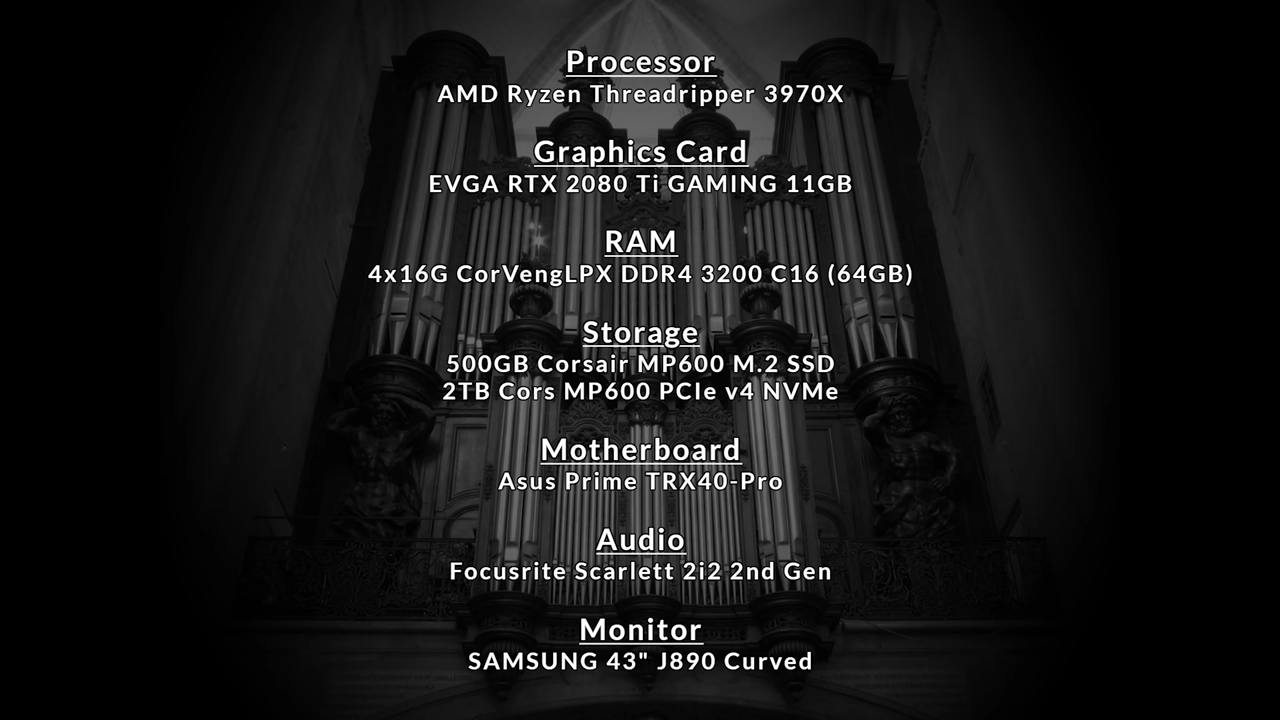 Processor
AMD Ryzen Threadripper 3970X
Graphics Card
EVGA RTX 2080 Ti GAMING 11GB
RAM
4x16G CorVengLPX DDR4 3200 C16 (64GB)
Storage
500GB Corsair MP600 M.2 SSD
2TB Cors MP600 PCIe v4 NVMe
Motherboard
Asus Prime TRX40-Pro
Audio
Focusrite Scarlett 2i2 2nd Gen
Monitor
SAMSUNG 43" J890 Curved